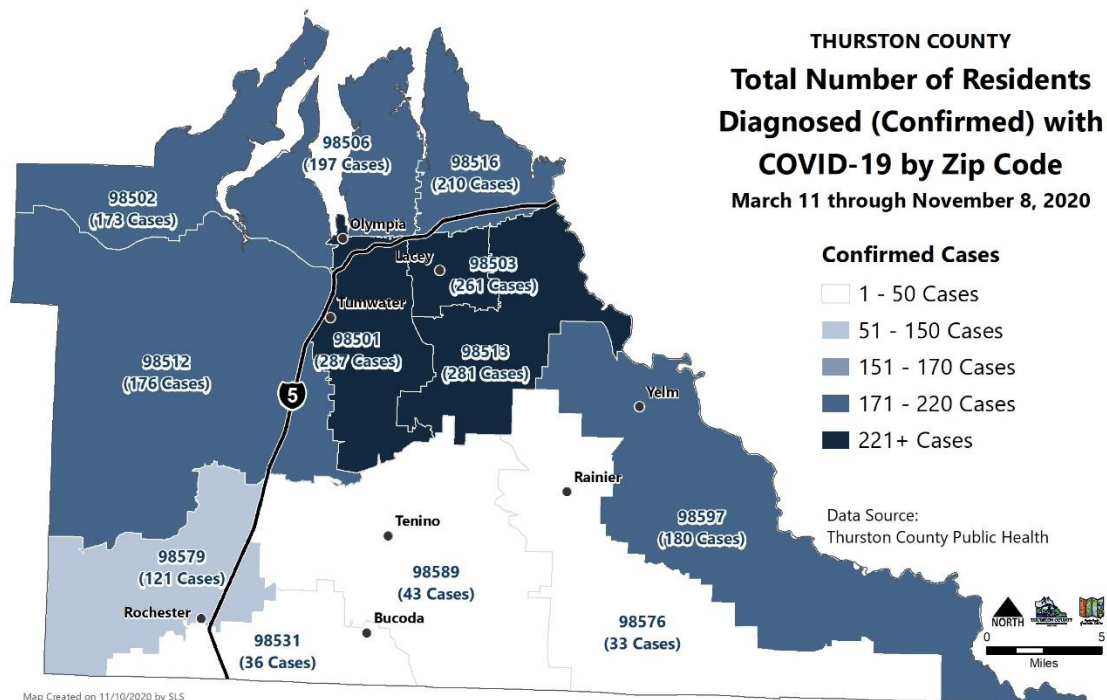 THURSTON COUNTY
Total Number of Residents
Diagnosed (Confirmed) with
COVID-19 by Zip Code
March 11 through November 8, 2020
Confirmed Cases
1 - 50 Cases
51 - 150 Cases
151 - 170 Cases
171 - 220 Cases
221+ Cases
Data Source:
Thurston County Public Health
98506
(197 Cases)
98516
(210 Cases)
98502
(173 Cases)
Olympia
Lacey
98503
(261 Cases)
Tumwater
98501
(287 Cases)
98513
(281 Cases)
98512
(176 Cases)
5
Yelm
Rainier
98597
(180 Cases)
Tenino
98579
(121 Cases)
98589
(43 Cases)
Rochester
Bucoda
98576
(33 Cases)
98531
(36 Cases)
NORTH
0 5
Miles
Map Created on 11/10/2020 by SLS